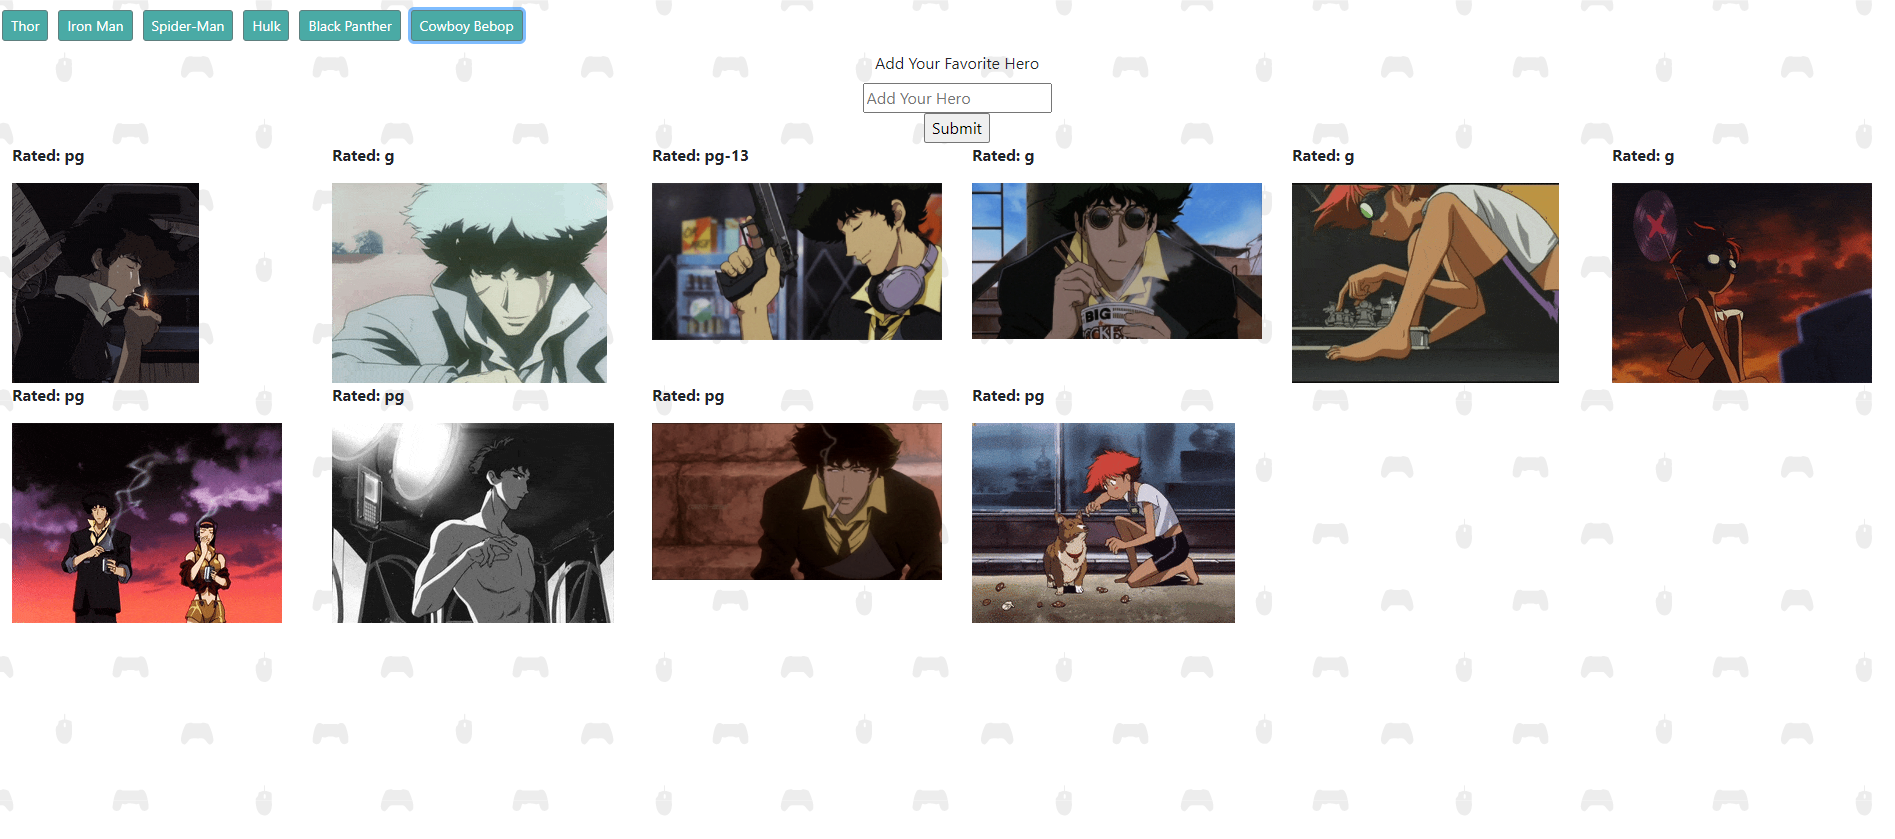 Thor Iron Man Spider-Man Hulk Black Panther Cowboy Bebop
Add Your Favorite Hero
Add Your Hero
Submit
Rated: pg Rated: g Rated: pg-13 Rated: g Rated: g Rated: g
BIG
Rated: pg Rated: pg Rated: pg Rated: pg